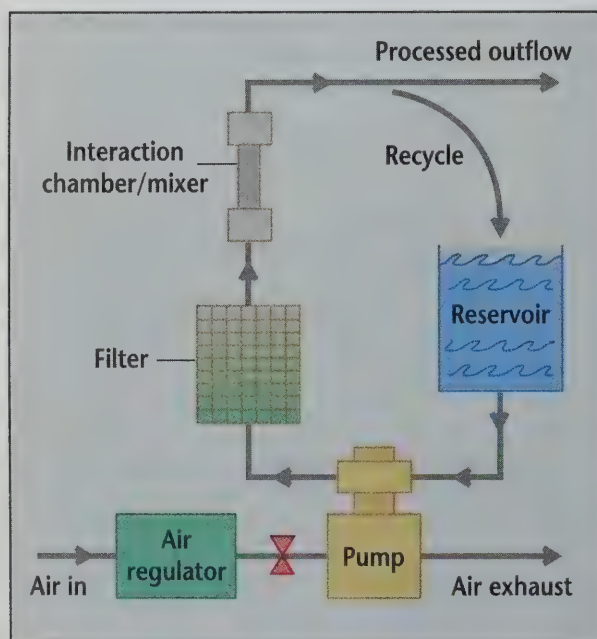 Processed outflow
Interaction
chamber/mixer
Recycle
Reservoir
Filter
Air
regulator
Pump
Air in
Air exhaust